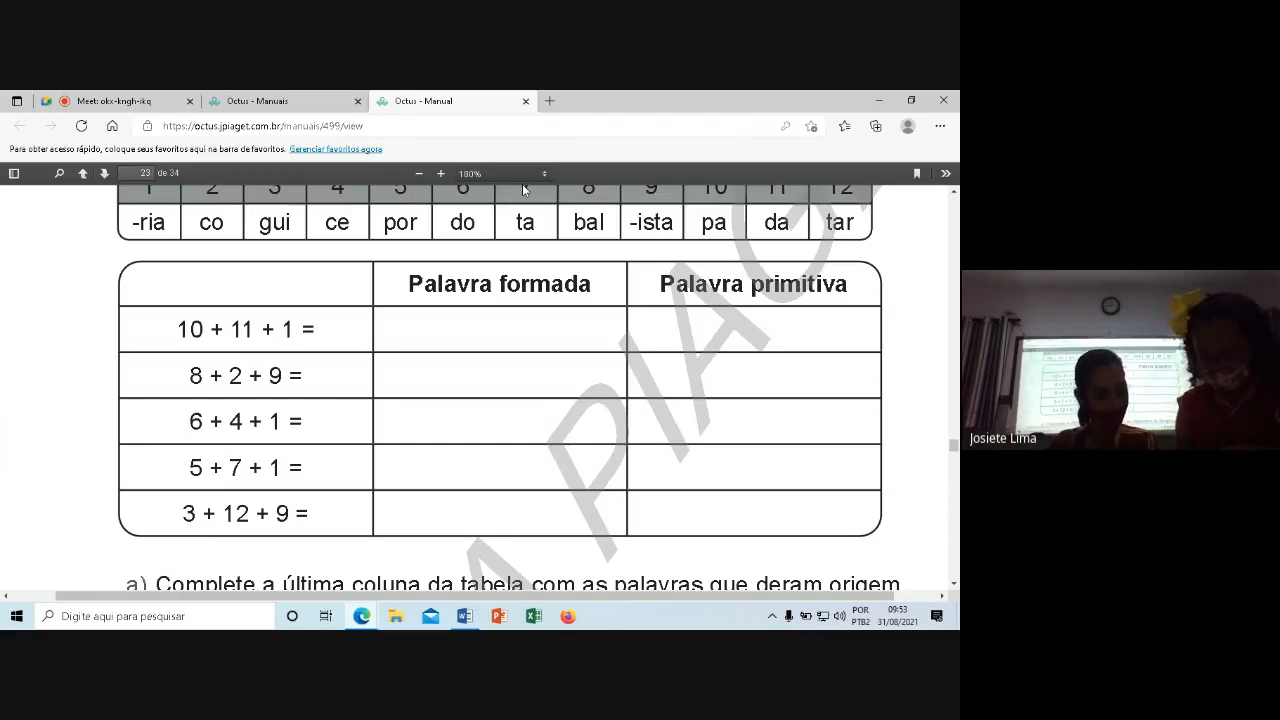 Meet: okx-kngh-ikq
Octus - Manuais
Octus - Manual
https://octus.jpiaget.com.br/manuais/499/view
Para obter acesso rápido, coloque seus favoritos aqui na barra de favoritos. Gerenciar favoritos agora
23 de 34
180%
1 2 3 4 5 6 8 9 10 11 12
-ria co gui ce por do ta bal -ista pa da tar
Palavra formada Palavra primitiva
10 + 11 + 1 =
8 + 2 + 9 =
6 + 4 + 1 =
5 + 7 + 1 =
3 + 12 + 9 =
A PIAG
a) Complete a última coluna da tabela com as palavras que deram origem
Josiete Lima
Digite aqui para pesquisar
POR
PTB2
09:53
31/08/2021